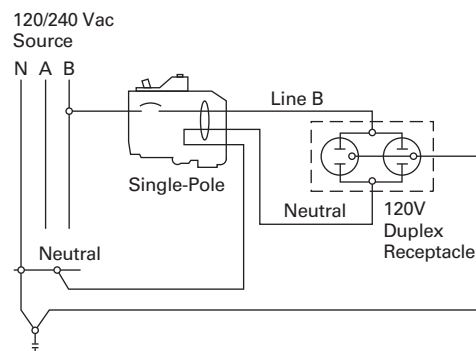 120/240 Vac
Source
N A B
Line B
Single-Pole
Neutral
120V
Duplex
Receptacle
Neutral